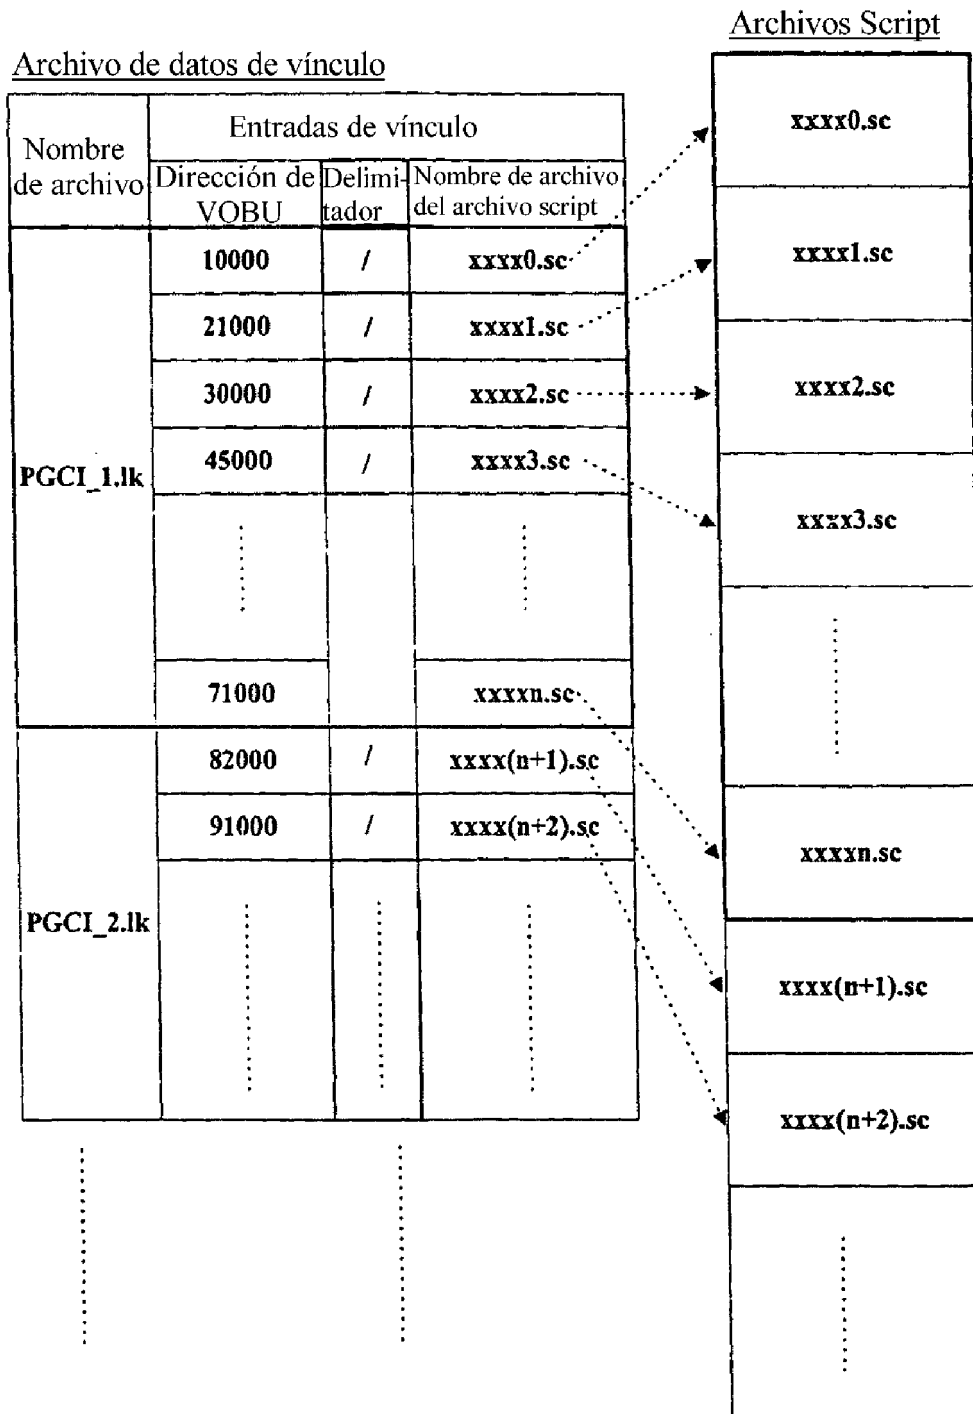 Archivos Script
Archivo de datos de vínculo
Nombre de archivo
Entradas de vínculo
Dirección de VOBU
Delimi-
tador
Nombre de archivo
del archivo script
PGCI_1.lk
10000 / xxxx0.sc
21000 / xxxx1.sc
30000 / xxxx2.sc
45000 / xxxx3.sc
71000 xxxxn.sc
PGCI_2.lk
82000 / xxxx(n+1).sc
91000 / xxxx(n+2).sc
xxxx0.sc
xxxx1.sc
xxxx2.sc
xxxx3.sc
xxxxn.sc
xxxx(n+1).sc
xxxx(n+2).sc